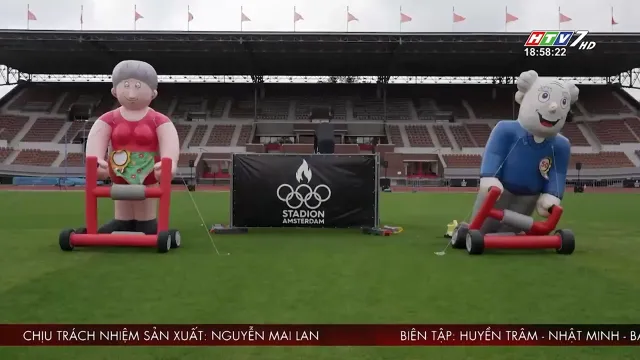 HTV7 HD
18:58:22
STADION
AMSTERDAM
CHỊU TRÁCH NHIỆM SẢN XUẤT: NGUYỄN MAI LAN
BIÊN TẬP: HUYỀN TRÂM - NHẬT MINH - BẢ